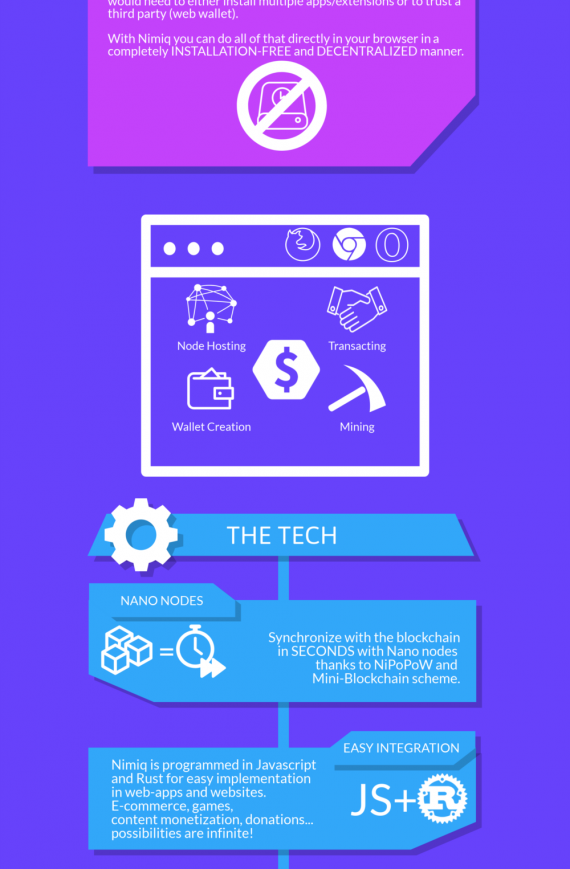 would need to either install multiple apps/extensions or to trust a
third party (web wallet).
With Nimiq you can do all of that directly in your browser in a
completely INSTALLATION-FREE and DECENTRALIZED manner.
Node Hosting
Transacting
$
Wallet Creation
Mining
THE TECH
NANO NODES
=
Synchronize with the blockchain
in SECONDS with Nano nodes
thanks to NiPoPoW and
Mini-Blockchain scheme.
EASY INTEGRATION
Nimiq is programmed in Javascript
and Rust for easy implementation
in web-apps and websites.
E-commerce, games,
content monetization, donations...
possibilities are infinite!
JS+R